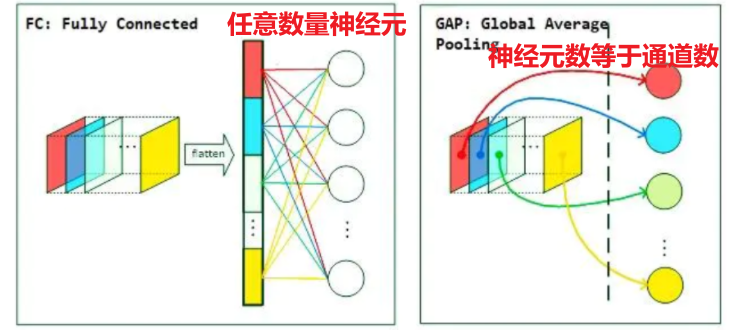 FC: Fully Connected
任意数量神经元
flatten
...
⋮
⋮
GAP: Global Average
Pooling
神经元数等于通道数
...
⋮